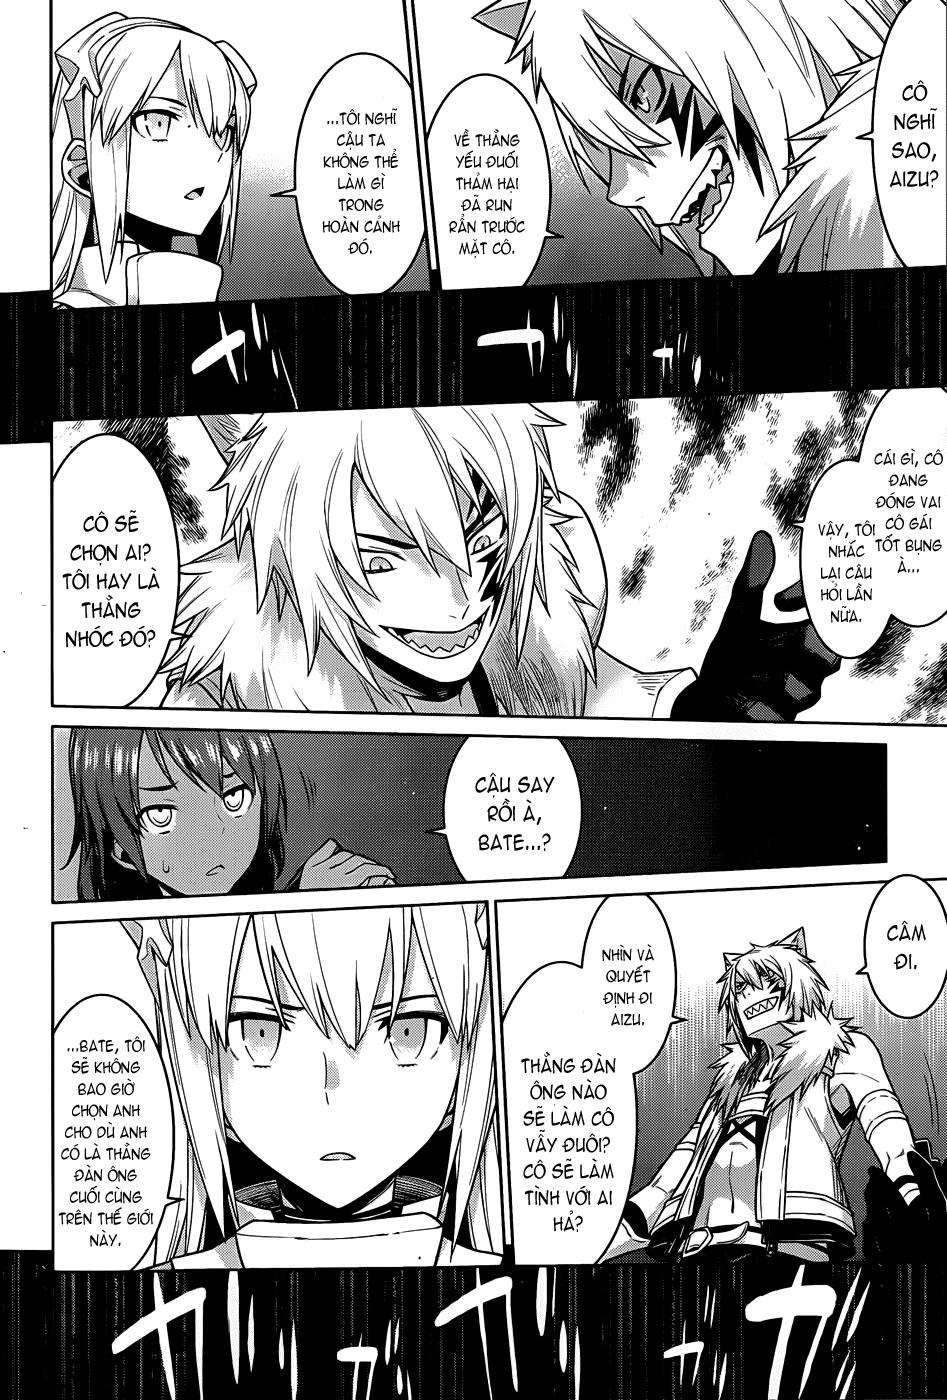 CÔ
NGHĨ
SAO,
AIZU?
VỀ THẰNG
YẾU ĐUỐI
THẢM HẠI
ĐÃ RUN
RẨN TRƯỚC
MẶT CÔ.
...TÔI NGHĨ
CẬU TA
KHÔNG THỂ
LÀM GÌ
TRONG
HOÀN CẢNH
ĐÓ.
CÁI GÌ, CÔ
ĐANG
ĐÓNG VAI
CÔ GÁI
TỐT BỤNG
À...
VẬY, TÔI
NHẮC
LẠI CÂU
HỎI LẦN
NỮA.
CÔ SẼ
CHỌN AI?
TÔI HAY LÀ
THẰNG
NHÓC ĐÓ?
CẬU SAY
RỒI À,
BATE...?
CÂM
ĐI.
NHÌN VÀ
QUYẾT
ĐỊNH ĐI
AIZU.
THẰNG ĐÀN
ÔNG NÀO
SẼ LÀM CÔ
VẪY ĐUÔI?
CÔ SẼ LÀM
TÌNH VỚI AI
HẢ?
...BATE, TÔI
SẼ KHÔNG
BAO GIỜ
CHỌN ANH
CHO DÙ ANH
CÓ LÀ THẰNG
ĐÀN ÔNG
CUỐI CÙNG
TRÊN THẾ GIỚI
NÀY.